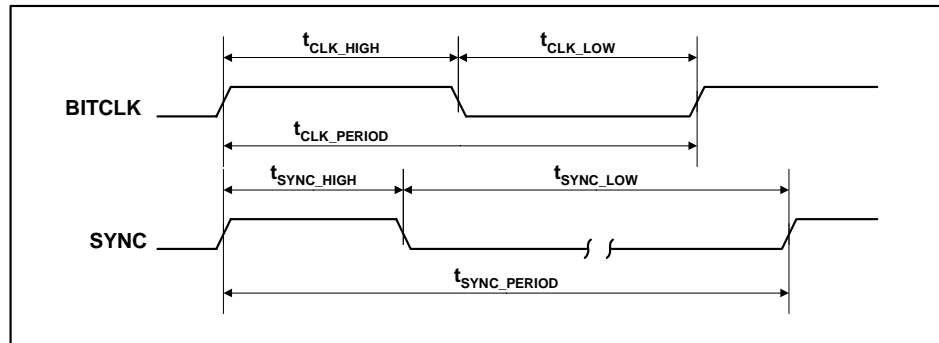 tCLK_HIGH tCLK_LOW
BITCLK
tCLK_PERIOD
tSYNC_HIGH tSYNC_LOW
SYNC
tSYNC_PERIOD